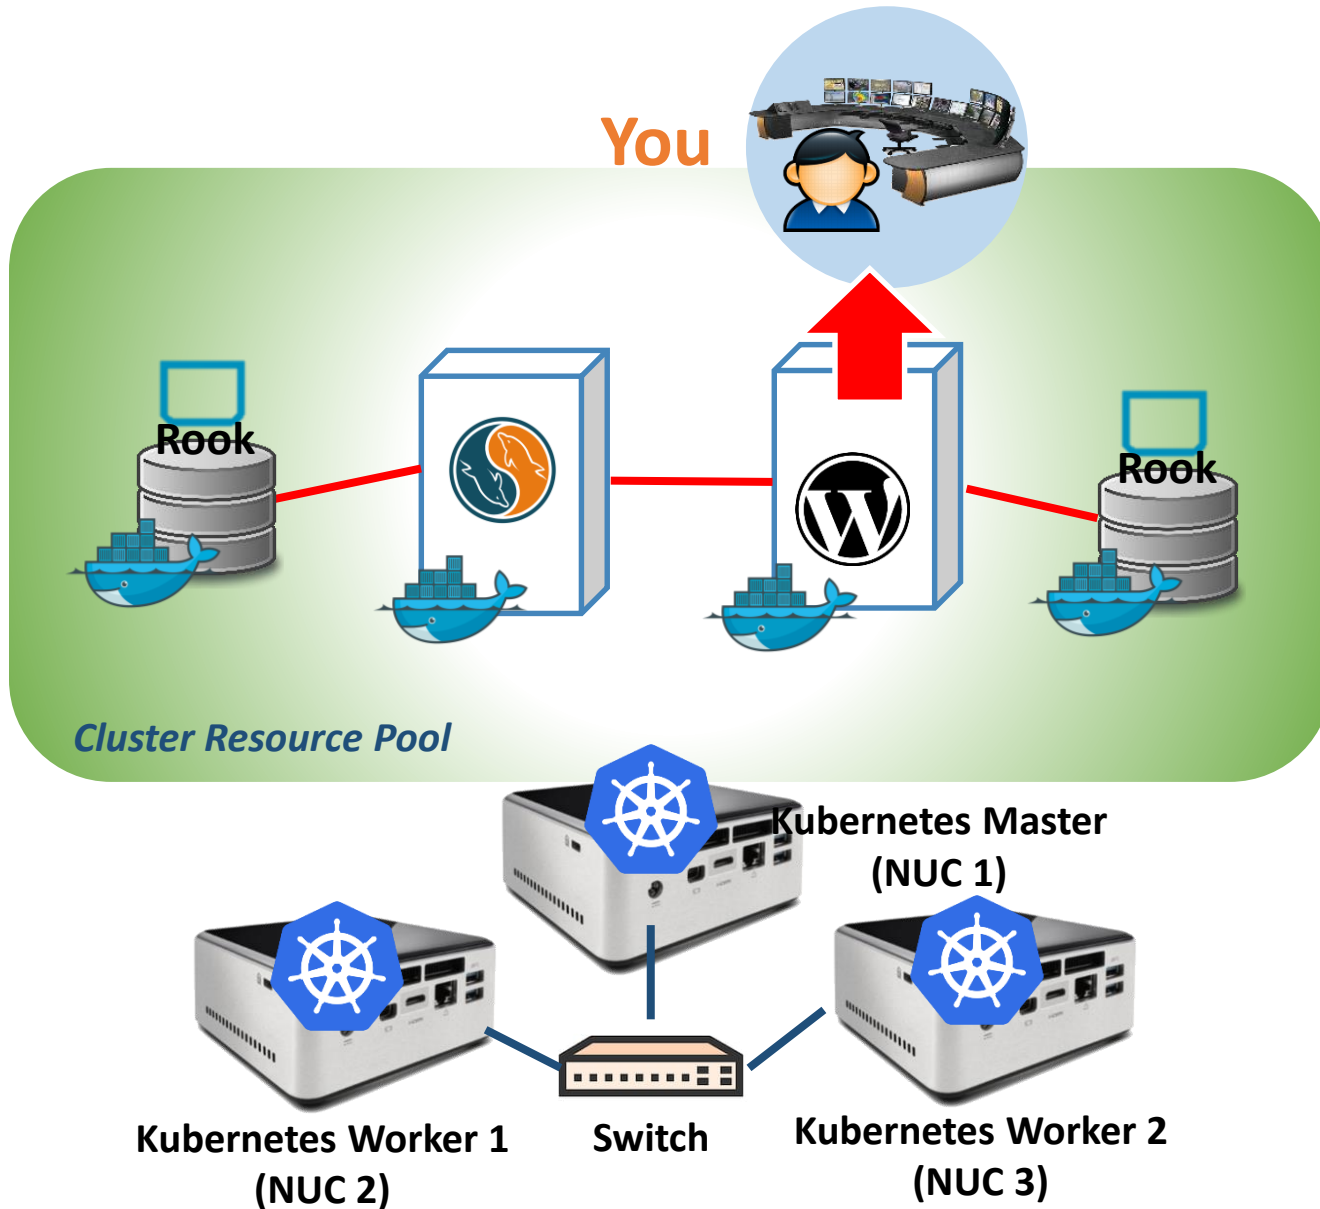 You
Rook
Rook
Cluster Resource Pool
Kubernetes Master
(NUC 1)
Kubernetes Worker 1
(NUC 2)
Switch
Kubernetes Worker 2
(NUC 3)